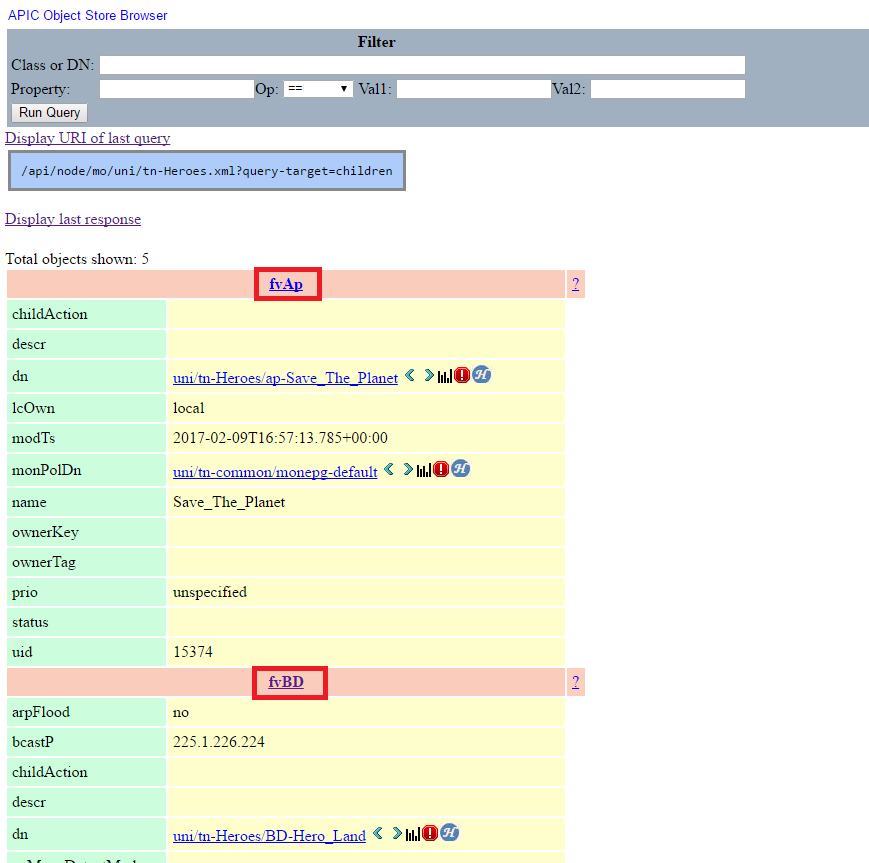 APIC Object Store Browser
Filter
Class or DN:
Property: Op: == Val1: Val2:
Run Query
Display URI of last query
/api/node/mo/uni/tn-Heroes.xml?query-target=children
Display last response
Total objects shown: 5
fvAp ?
childAction
descr
dn uni/tn-Heroes/ap-Save_The_Planet
lcOwn local
modTs 2017-02-09T16:57:13.785+00:00
monPolDn uni/tn-common/monepg-default
name Save_The_Planet
ownerKey
ownerTag
prio unspecified
status
uid 15374
fvBD ?
arpFlood no
bcastP 225.1.226.224
childAction
descr
dn uni/tn-Heroes/BD-Hero_Land